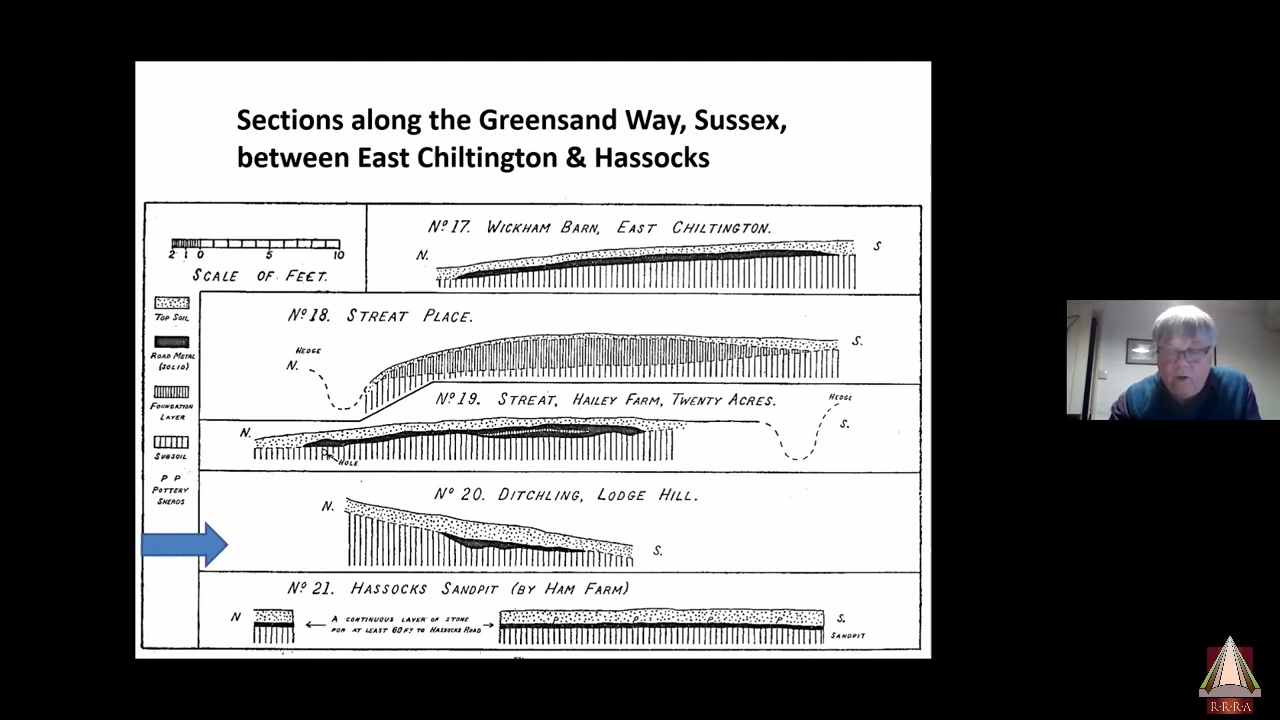 Sections along the Greensand Way, Sussex,
between East Chiltington & Hassocks
2 1 0 5 10
SCALE OF FEET.
Nº 17. WICKHAM BARN, EAST CHILTINGTON.
N.
S
TOP SOIL
ROAD METAL
(SOLID)
FOUNDATION
LAYER
SUBSOIL
P P
POTTERY
SHERDS
Nº 18. STREAT PLACE.
HEDGE
N.
S.
Nº 19. STREAT, HAILEY FARM, TWENTY ACRES.
HEDGE
N.
S.
HOLE
Nº 20. DITCHLING, LODGE HILL.
N.
S.
Nº 21. HASSOCKS SANDPIT (BY HAM FARM)
N
A CONTINUOUS LAYER OF STONE
FOR AT LEAST 60 FT TO HASSOCKS ROAD
P P P P
S.
SANDPIT
R·R·R·A